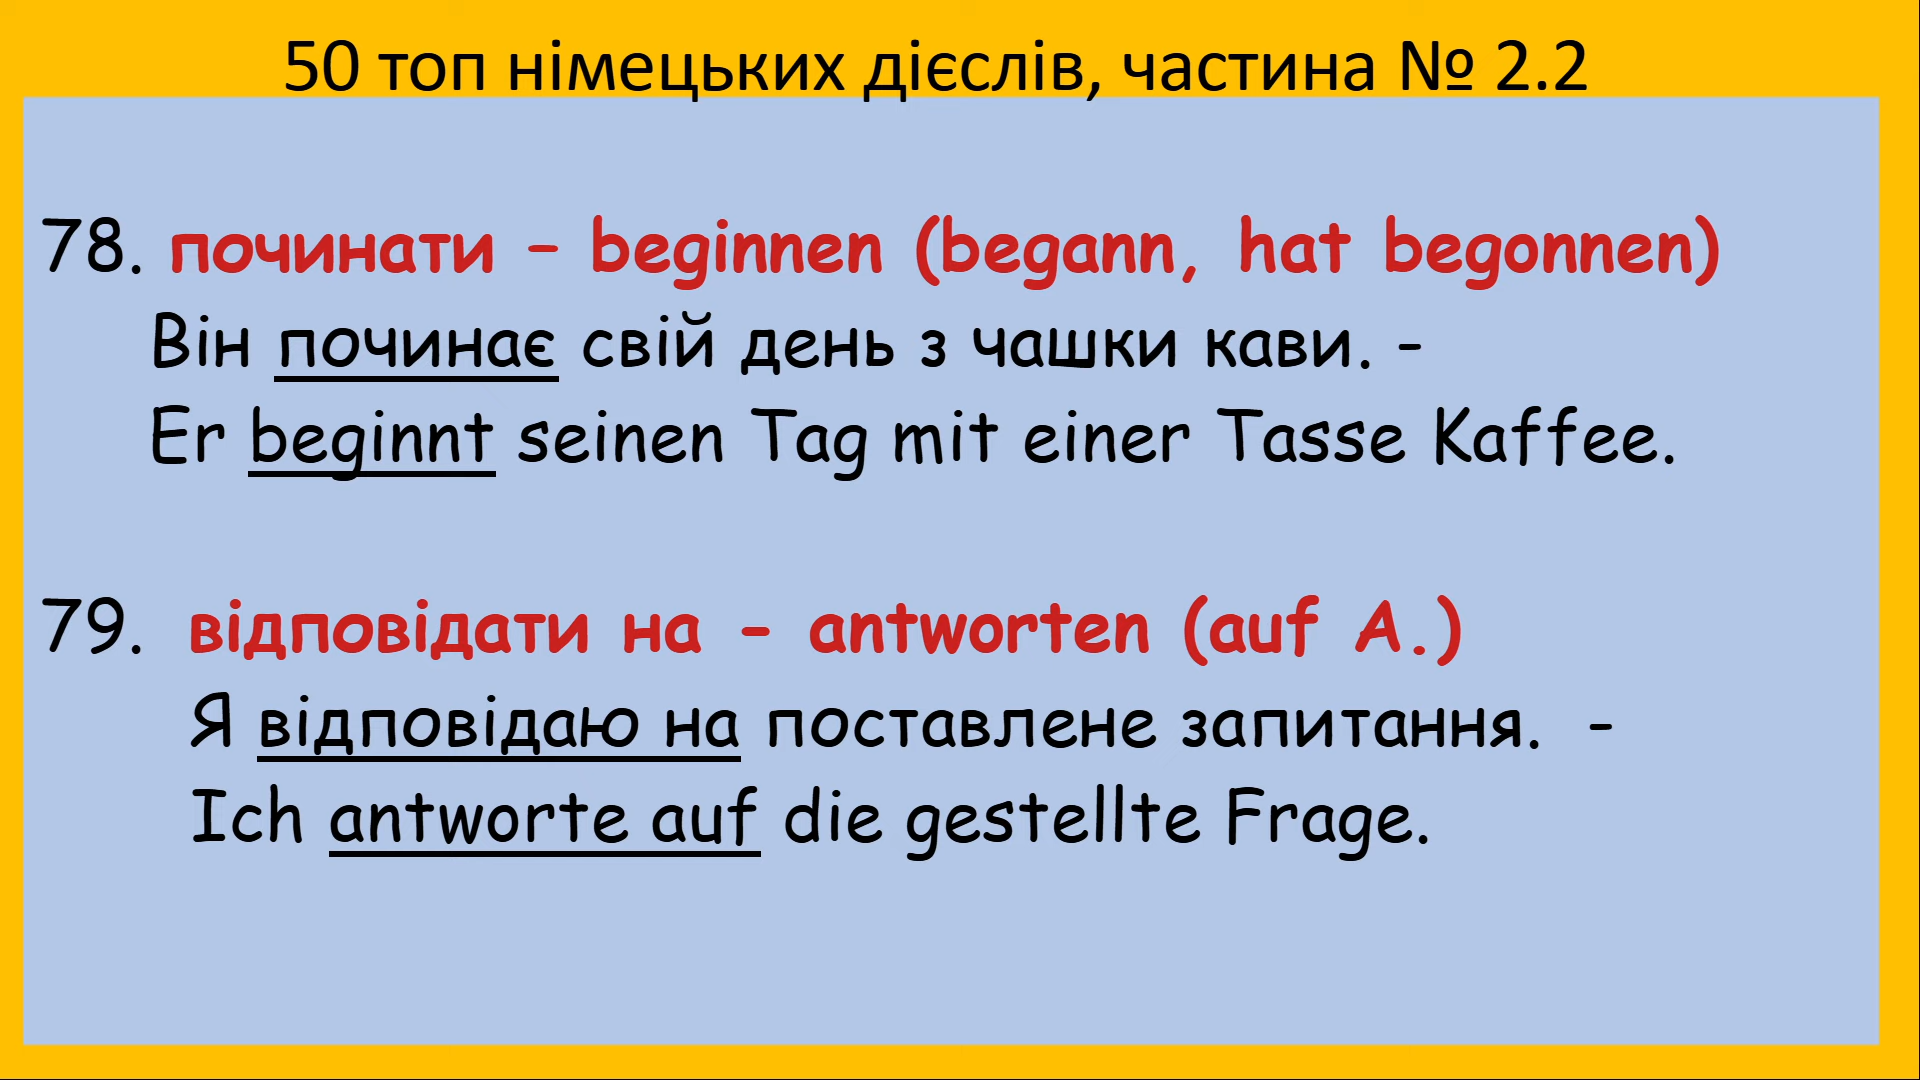 50 топ німецьких дієслів, частина № 2.2
78. починати – beginnen (begann, hat begonnen)
Він починає свій день з чашки кави. -
Er beginnt seinen Tag mit einer Tasse Kaffee.
79. відповідати на - antworten (auf A.)
Я відповідаю на поставлене запитання. -
Ich antworte auf die gestellte Frage.